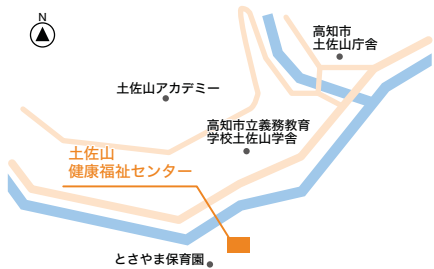 N
高知市
土佐山庁舎
土佐山アカデミー
高知市立義務教育
学校土佐山学舎
土佐山
健康福祉センター
とさやま保育園